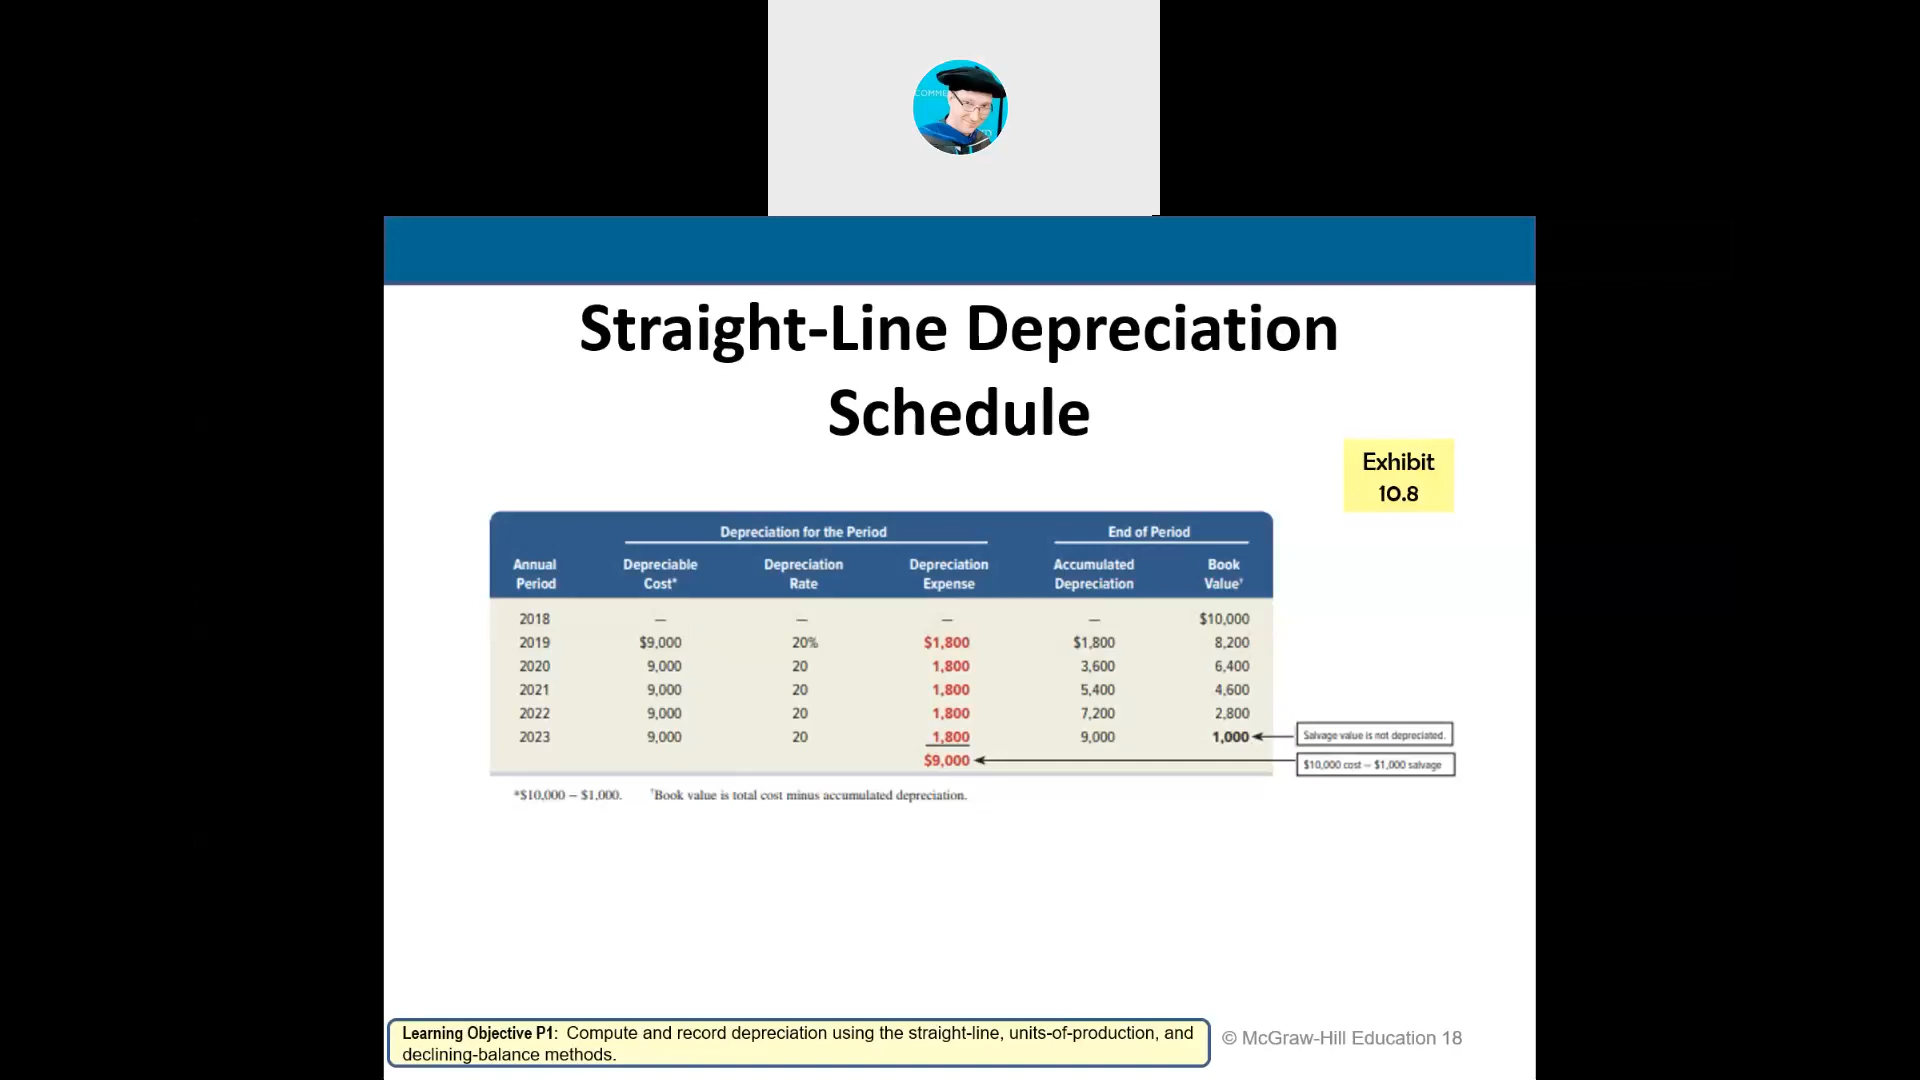 COMME
Straight-Line Depreciation
Schedule
Exhibit
10.8
Depreciation for the Period End of Period
Annual Depreciable Depreciation Depreciation Accumulated Book
Period Cost* Rate Expense Depreciation Value†
2018 — — — — $10,000
2019 $9,000 20% $1,800 $1,800 8,200
2020 9,000 20 1,800 3,600 6,400
2021 9,000 20 1,800 5,400 4,600
2022 9,000 20 1,800 7,200 2,800
2023 9,000 20 1,800 9,000 1,000 Salvage value is not depreciated.
$9,000 $10,000 cost – $1,000 salvage
*$10,000 – $1,000. †Book value is total cost minus accumulated depreciation.
Learning Objective P1: Compute and record depreciation using the straight-line, units-of-production, and
declining-balance methods.
© McGraw-Hill Education 18